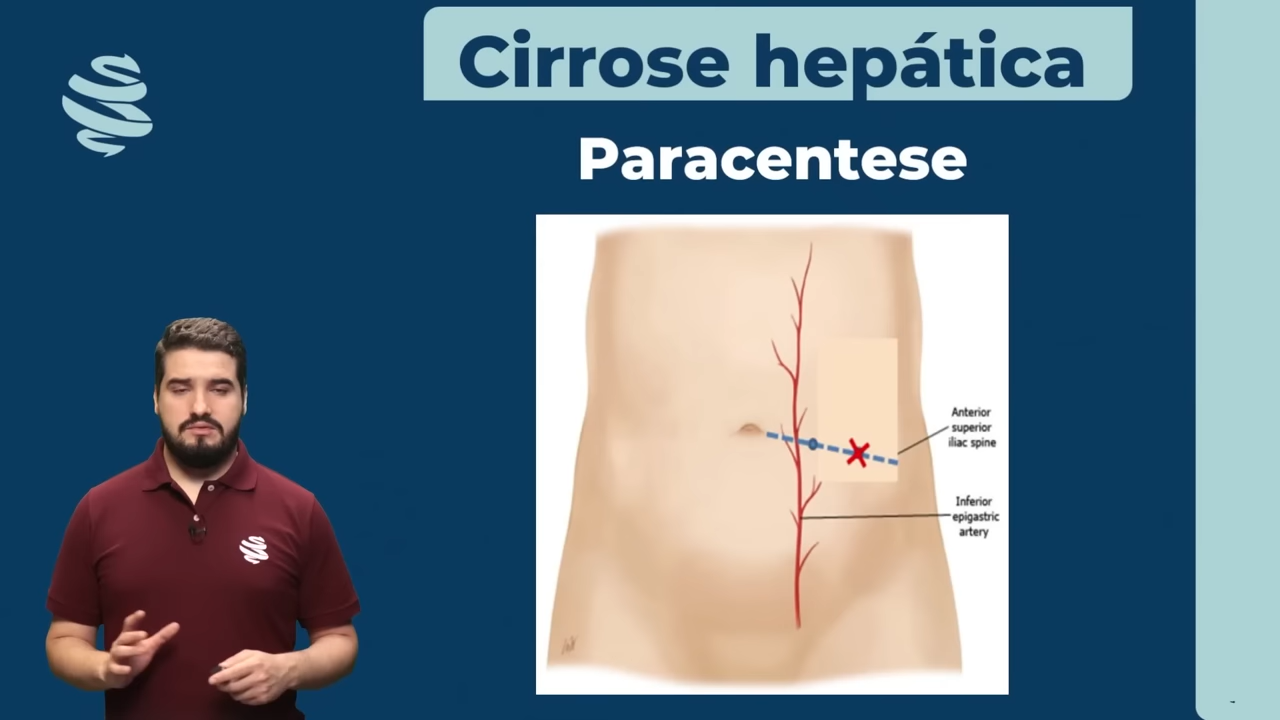 Cirrose hepática
Paracentese
Anterior
superior
iliac spine
Inferior
epigastric
artery